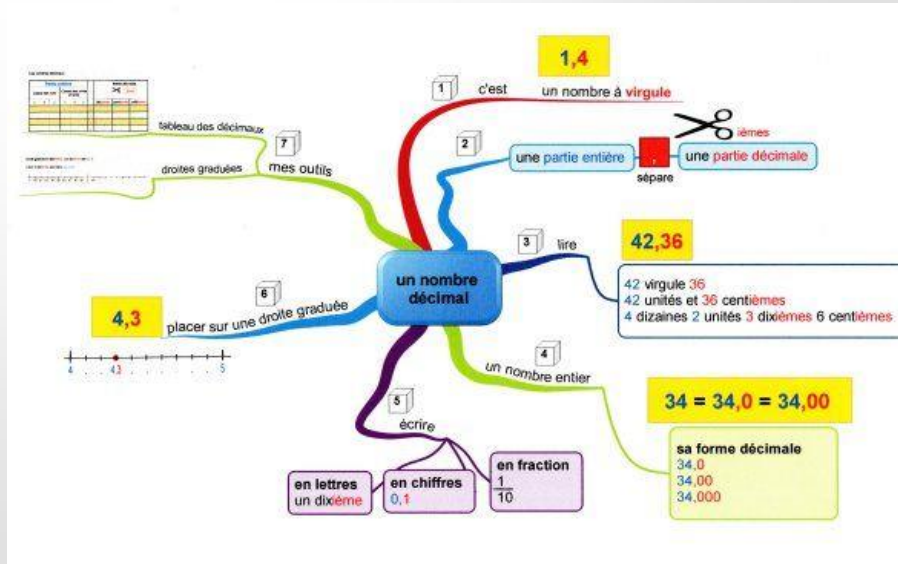 un nombre
décimal
1
c'est
un nombre à virgule
1,4
2
une partie entière
,
sépare
ièmes
une partie décimale
3
lire
42,36
42 virgule 36
42 unités et 36 centièmes
4 dizaines 2 unités 3 dixièmes 6 centièmes
4
un nombre entier
34 = 34,0 = 34,00
sa forme décimale
34,0
34,00
34,000
5
écrire
en lettres
un dixième
en chiffres
0,1
en fraction
1
10
6
placer sur une droite graduée
4,3
4 . . 4,3 . . . . . . 5
7
mes outils
tableau des décimaux
droites graduées